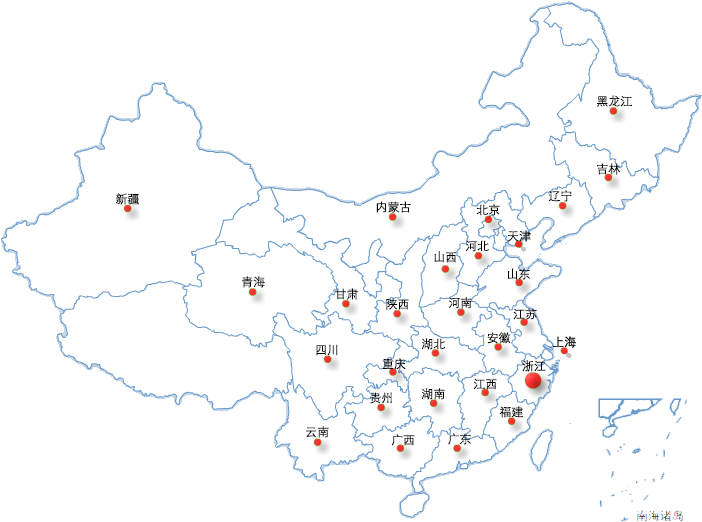 黑龙江
吉林
辽宁
新疆
内蒙古
北京
天津
河北
山西
山东
青海
甘肃
陕西
河南
江苏
安徽
上海
湖北
四川
重庆
浙江
江西
贵州
湖南
福建
云南
广西
广东
南海诸岛